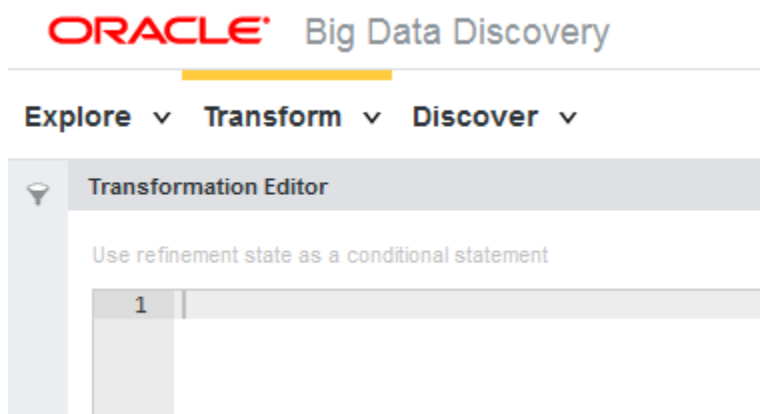 ORACLE® Big Data Discovery
Explore Transform Discover
Transformation Editor
Use refinement state as a conditional statement
1